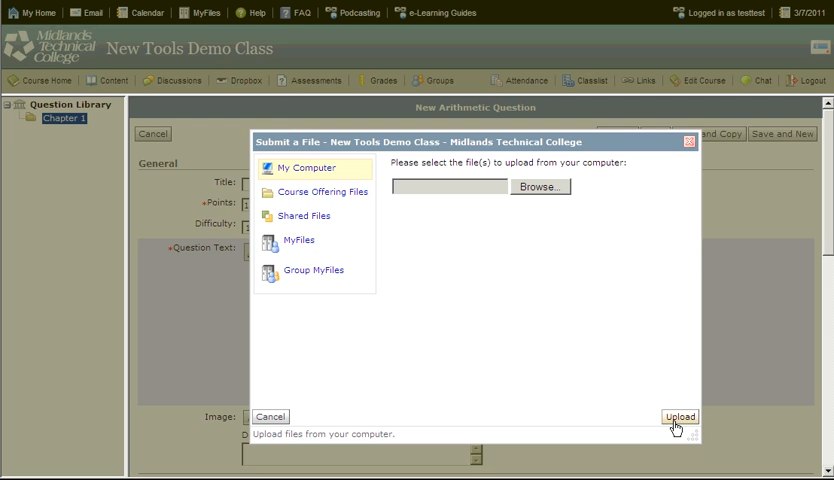 My Home Email Calendar MyFiles Help FAQ Podcasting e-Learning Guides Logged in as testtest 3/7/2011
Midlands
Technical
College
New Tools Demo Class
Course Home Content Discussions Dropbox Assessments Grades Groups Attendance Classlist Links Edit Course Chat Logout
Question Library
Chapter 1
New Arithmetic Question
Cancel
and Copy Save and New
General
Title:
*Points:
Difficulty:
*Question Text:
Image:
Submit a File - New Tools Demo Class - Midlands Technical College
My Computer
Course Offering Files
Shared Files
MyFiles
Group MyFiles
Please select the file(s) to upload from your computer:
Browse...
Cancel
Upload
Upload files from your computer.